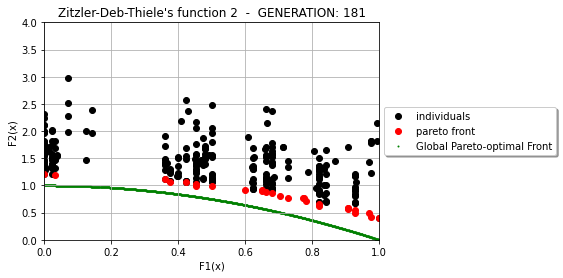 Zitzler-Deb-Thiele's function 2  -  GENERATION: 181
4.0
3.5
3.0
2.5
2.0
1.5
1.0
0.5
0.0
F2(x)
0.0 0.2 0.4 0.6 0.8 1.0
F1(x)
individuals
pareto front
Global Pareto-optimal Front